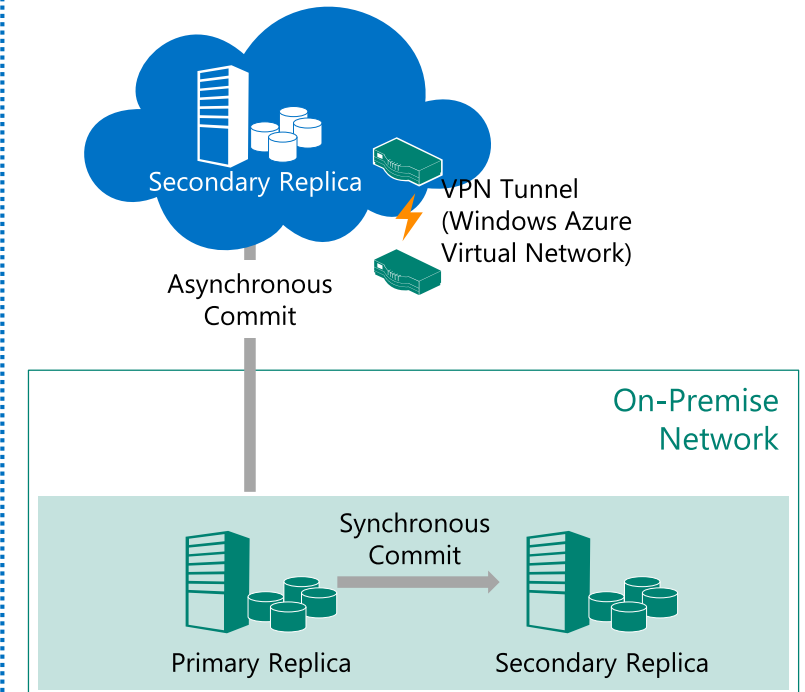 Secondary Replica
VPN Tunnel
(Windows Azure
Virtual Network)
Asynchronous
Commit
On-Premise
Network
Synchronous
Commit
Primary Replica
Secondary Replica